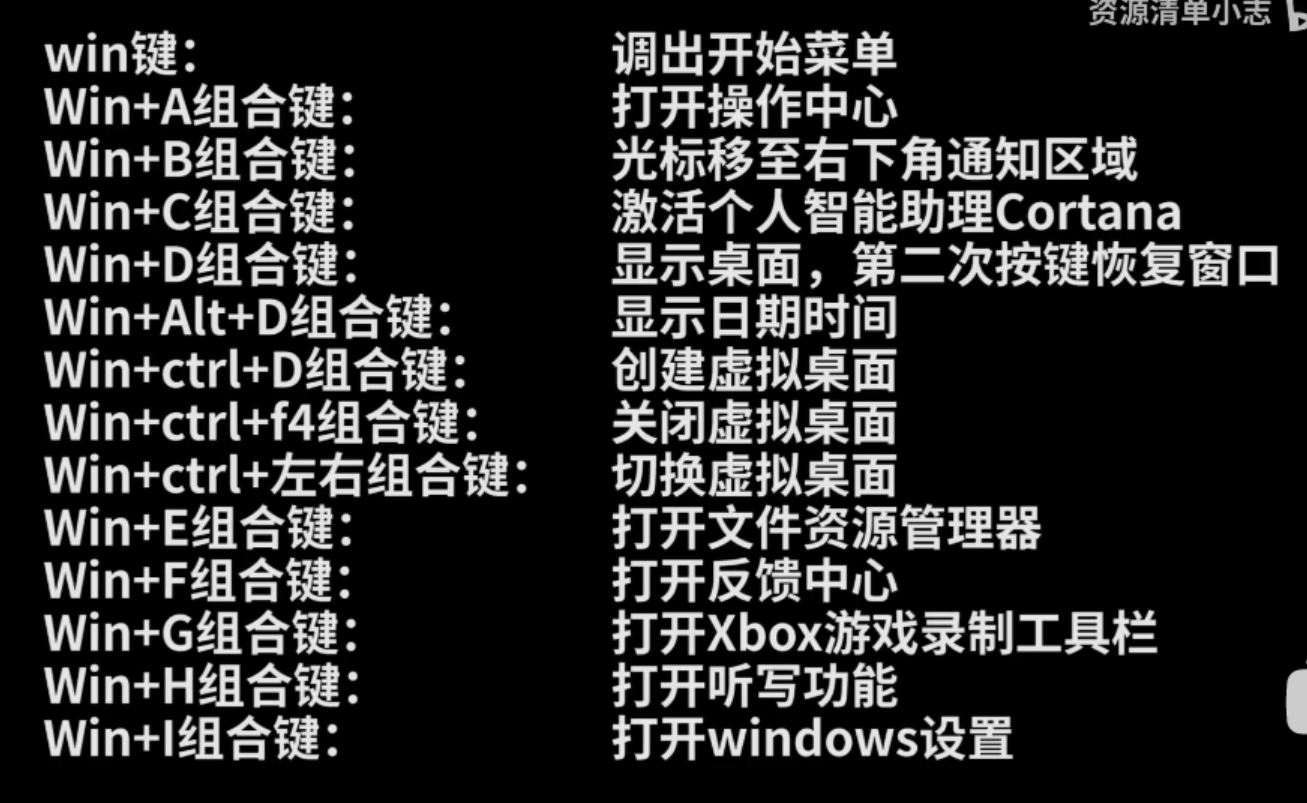 资源清单小志
win键： 调出开始菜单
Win+A组合键： 打开操作中心
Win+B组合键： 光标移至右下角通知区域
Win+C组合键： 激活个人智能助理Cortana
Win+D组合键： 显示桌面，第二次按键恢复窗口
Win+Alt+D组合键： 显示日期时间
Win+ctrl+D组合键： 创建虚拟桌面
Win+ctrl+f4组合键： 关闭虚拟桌面
Win+ctrl+左右组合键： 切换虚拟桌面
Win+E组合键： 打开文件资源管理器
Win+F组合键： 打开反馈中心
Win+G组合键： 打开Xbox游戏录制工具栏
Win+H组合键： 打开听写功能
Win+I组合键： 打开windows设置